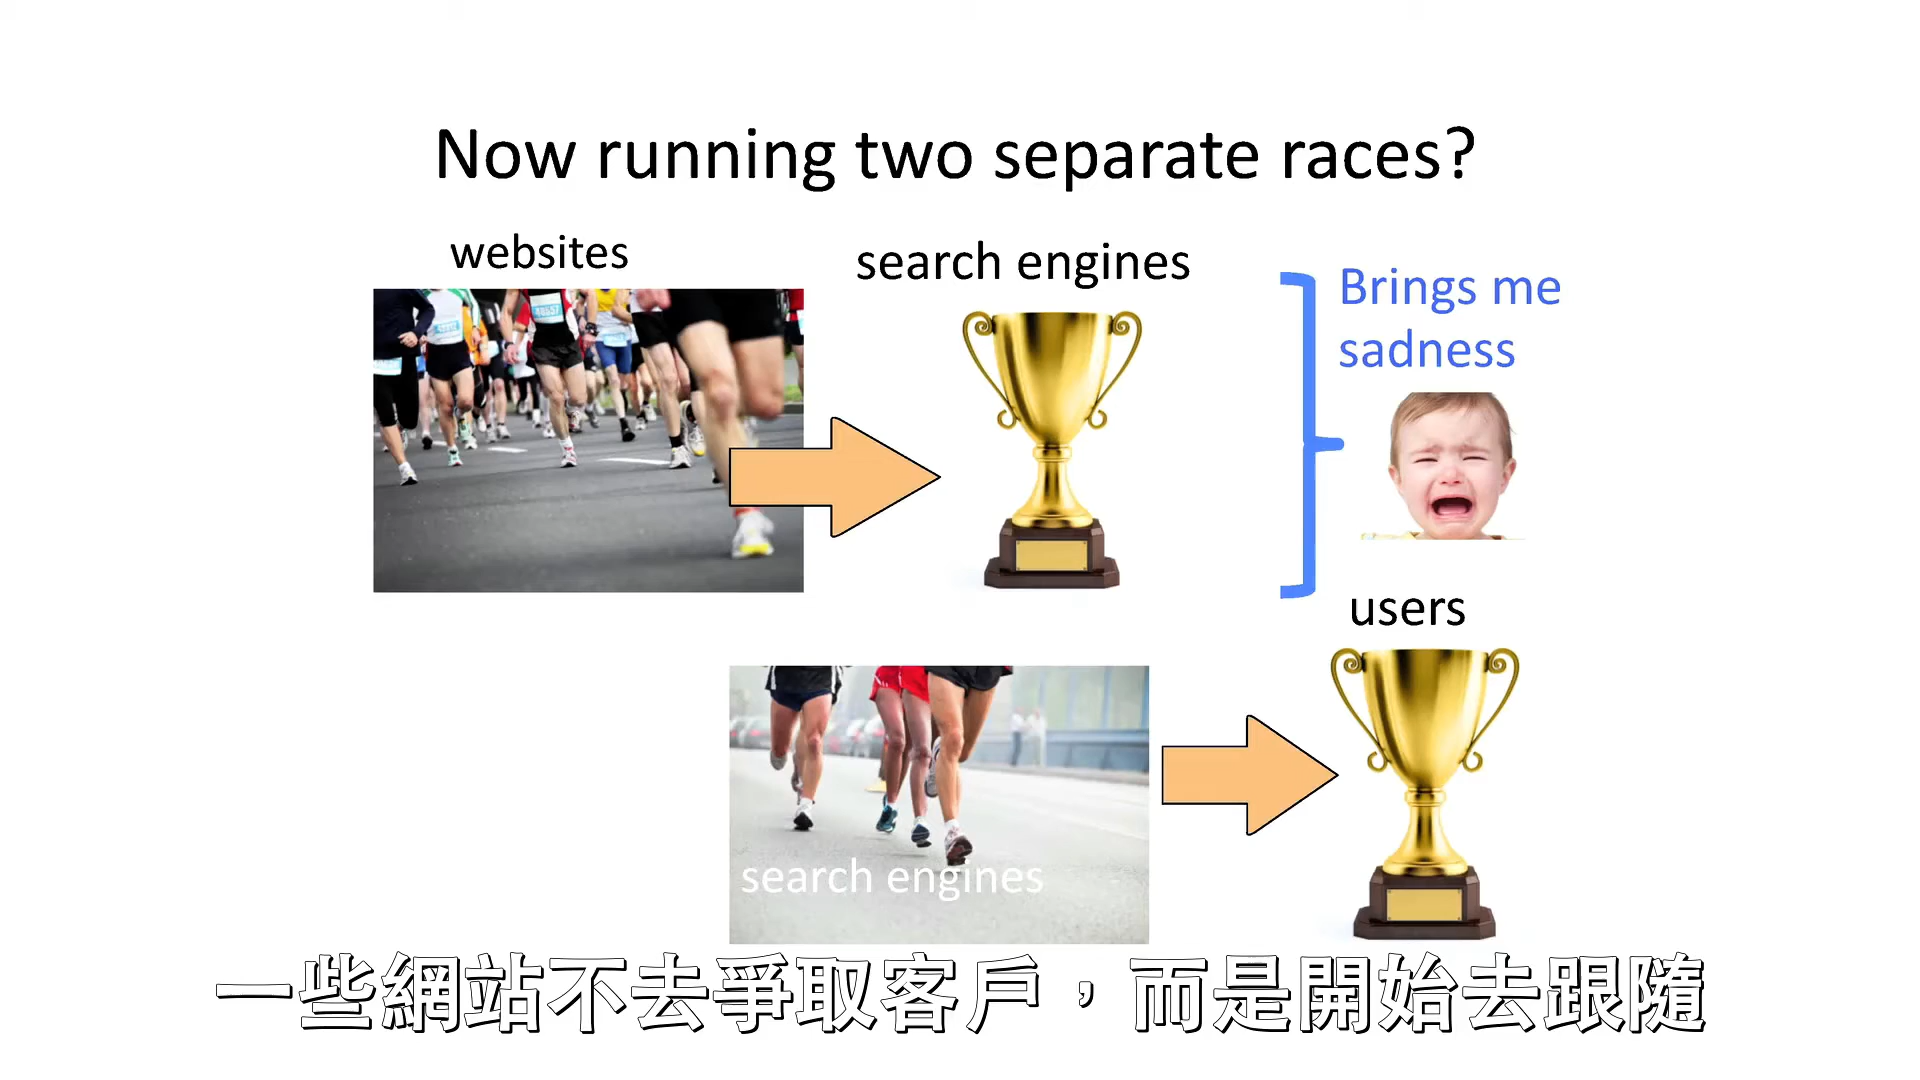 Now running two separate races?
websites
search engines
Brings me
sadness
users
search engines
一些網站不去爭取客戶，而是開始去跟隨